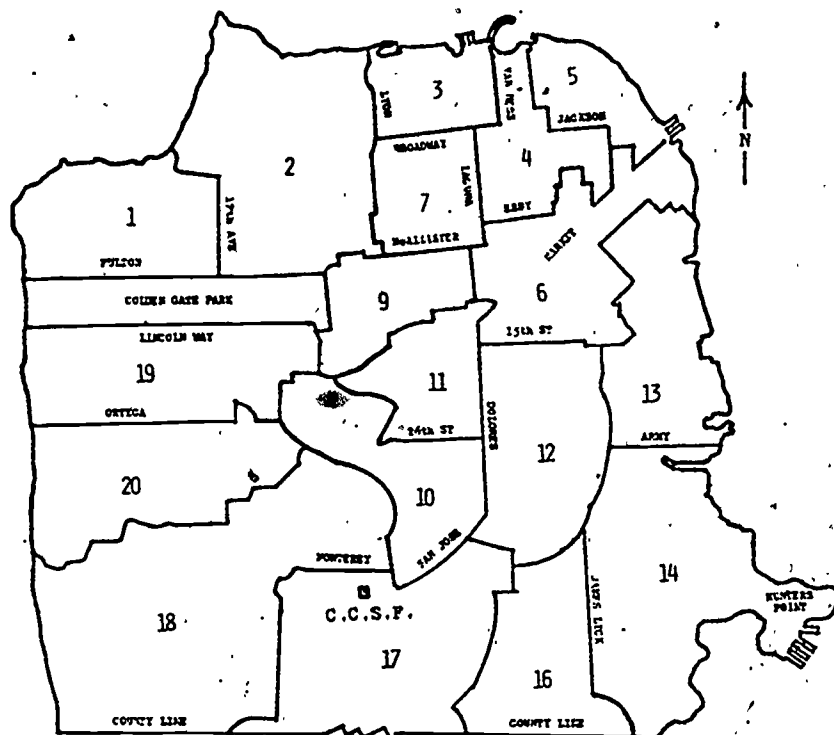 5
3
LYON
VAN NESS
JACKSON
N
BROADWAY
4
2
1
17TH AVE
7
LAGUNA
EDDY
McALLISTER
MARKET
FULTON
GOLDEN GATE PARK
9
6
LINCOLN WAY
15th ST
19
11
13
ORTEGA
24th ST
DOLORES
ARMY
12
20
10
SAN JOSE
MONTEREY
14
JAMES LICK
HUNTERS
POINT
C.C.S.F.
18
17
16
COUNTY LINE
COUNTY LINE